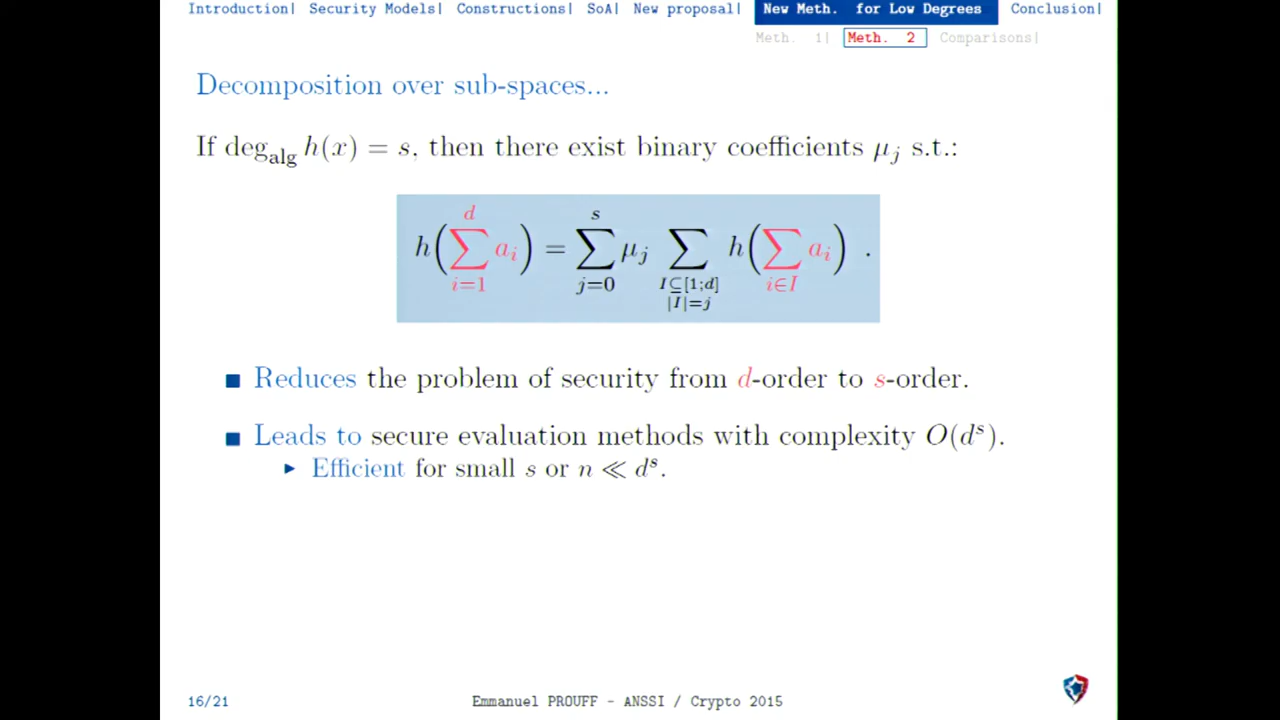 Introduction| Security Models| Constructions| SoA| New proposal| New Meth. for Low Degrees Conclusion|
Meth. 1| Meth. 2 Comparisons|
Decomposition over sub-spaces...
If deg_alg h(x) = s, then there exist binary coefficients μ_j s.t.:
h(∑_{i=1}^{d} a_i) = ∑_{j=0}^{s} μ_j ∑_{I⊆[1;d] |I|=j} h(∑_{i∈I} a_i) .
■ Reduces the problem of security from d-order to s-order.
■ Leads to secure evaluation methods with complexity O(d^s).
▶ Efficient for small s or n ≪ d^s.
16/21 Emmanuel PROUFF - ANSSI / Crypto 2015